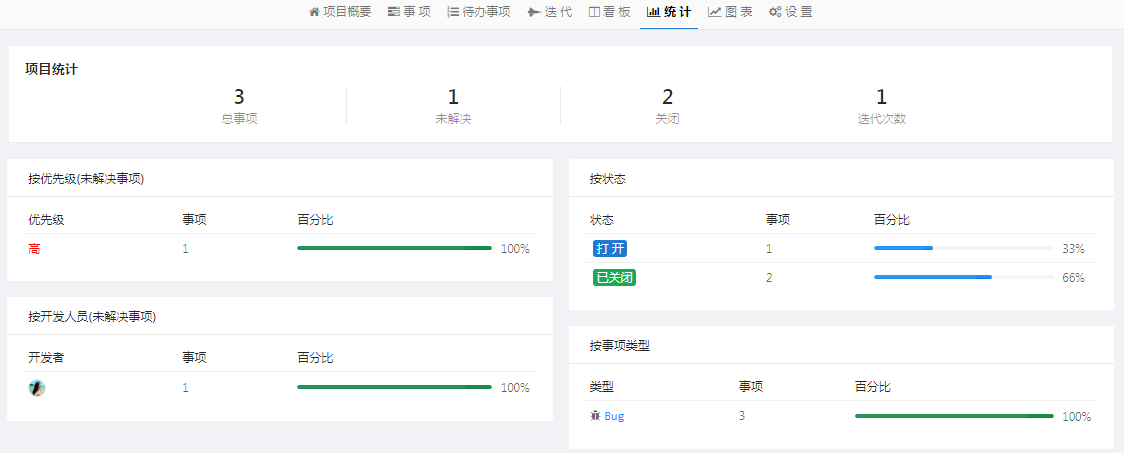 项目概要 事 项 待办事项 迭 代 看 板 统 计 图 表 设 置
项目统计
3 1 2 1
总事项 未解决 关闭 迭代次数
按优先级(未解决事项)
优先级 事项 百分比
高 1 100%
按开发人员(未解决事项)
开发者 事项 百分比
1 100%
按状态
状态 事项 百分比
打 开 1 33%
已关闭 2 66%
按事项类型
类型 事项 百分比
Bug 3 100%